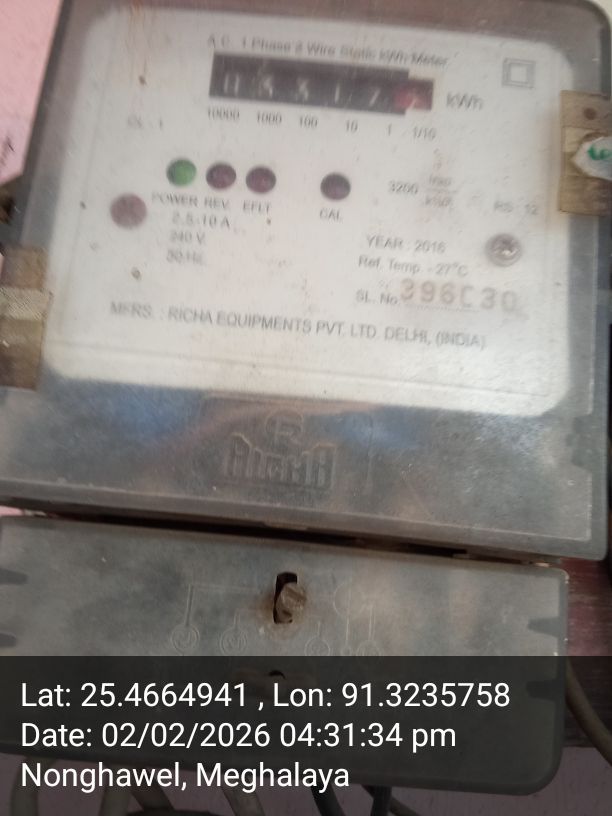 A.C. 1 Phase 2 Wire Static kWh Meter
kWh
10000 1000 100 10 1 1/10
CL - 1
POWER REV. EFLT
CAL
3200 imp/kWh
2.5-10 A
240 V
50 Hz
YEAR : 2016
Ref. Temp. - 27°C
SL. No.
MFRS. : RICHA EQUIPMENTS PVT. LTD. DELHI, (INDIA)
RICHA
Lat: 25.4664941 , Lon: 91.3235758
Date: 02/02/2026 04:31:34 pm
Nonghawel, Meghalaya